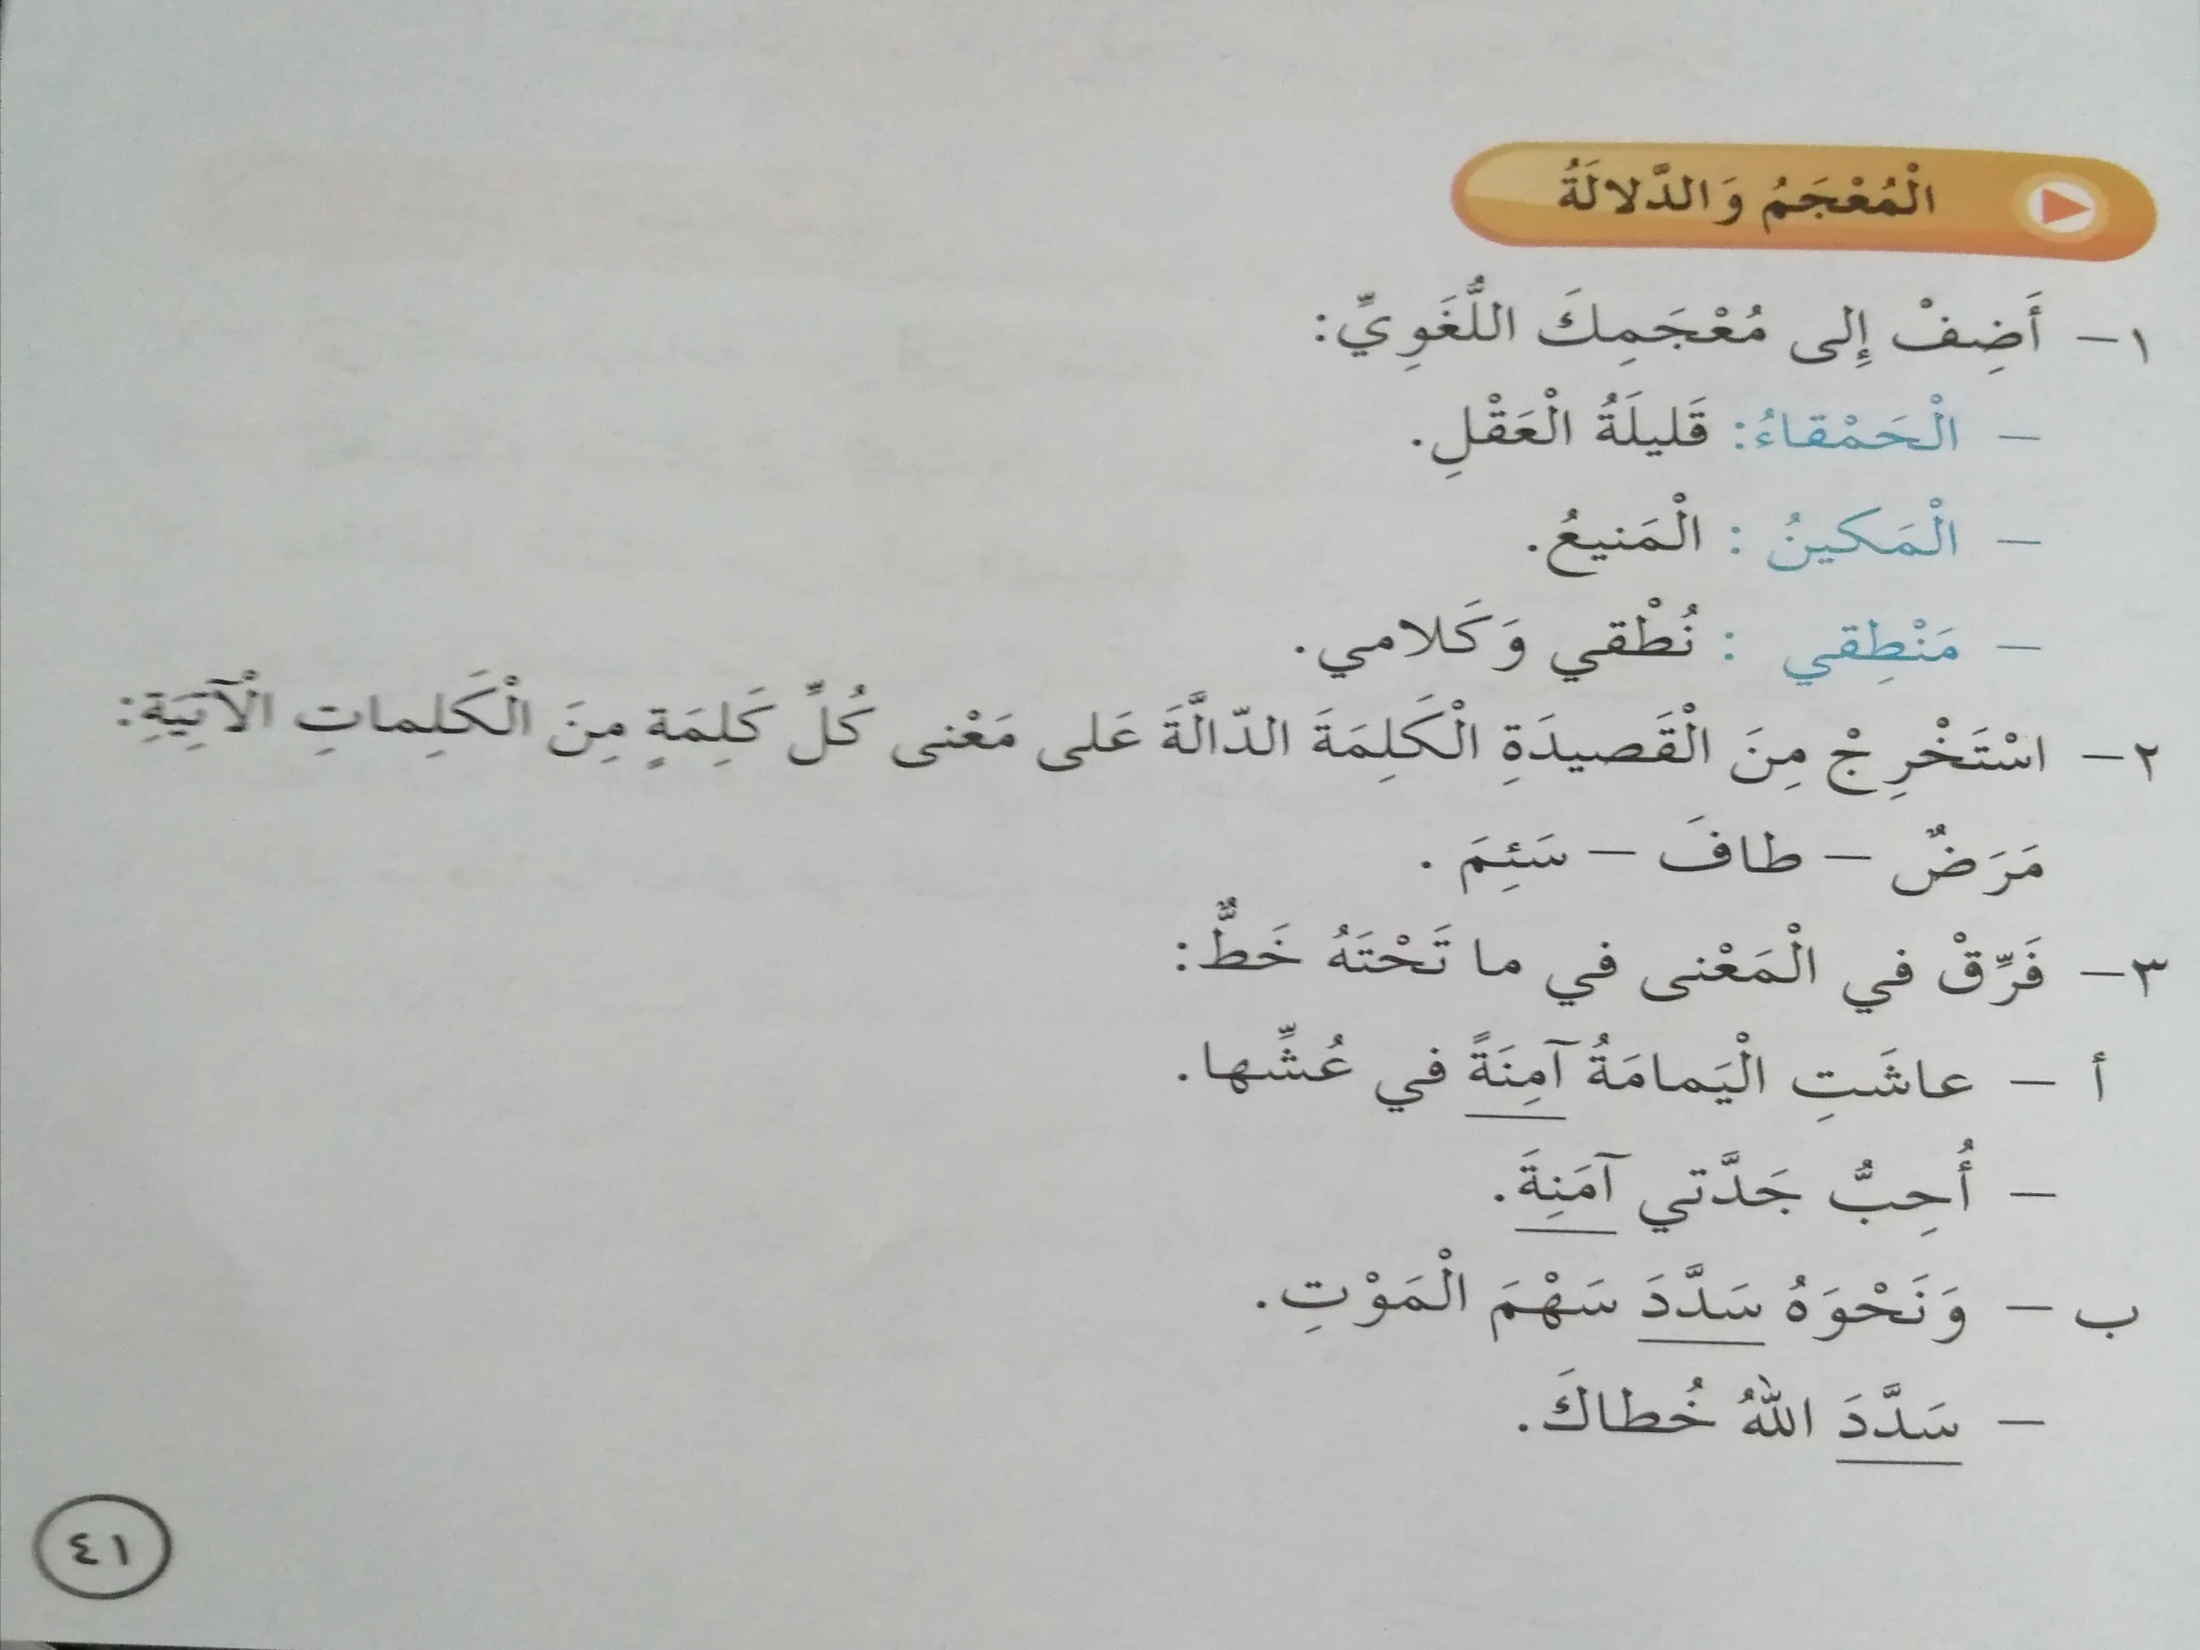 الْمُعْجَمُ وَالدَّلالَةُ
١- أَضِفْ إِلى مُعْجَمِكَ اللُّغَوِيِّ:
- الْحَمْقاءُ: قَليلَةُ الْعَقْلِ.
- الْمَكينُ : الْمَنيعُ.
- مَنْطِقي : نُطْقي وَكَلامي.
٢- اسْتَخْرِجْ مِنَ الْقَصيدَةِ الْكَلِمَةَ الدّالَّةَ عَلى مَعْنى كُلِّ كَلِمَةٍ مِنَ الْكَلِماتِ الْآتِيَةِ:
مَرَضٌ - طافَ - سَئِمَ .
٣- فَرِّقْ في الْمَعْنى في ما تَحْتَهُ خَطٌّ:
أ - عاشَتِ الْيَمامَةُ آمِنَةً في عُشِّها.
- أُحِبُّ جَدَّتي آمَنِةَ.
ب - وَنَحْوَهُ سَدَّدَ سَهْمَ الْمَوْتِ.
- سَدَّدَ اللهُ خُطاكَ.
٤١